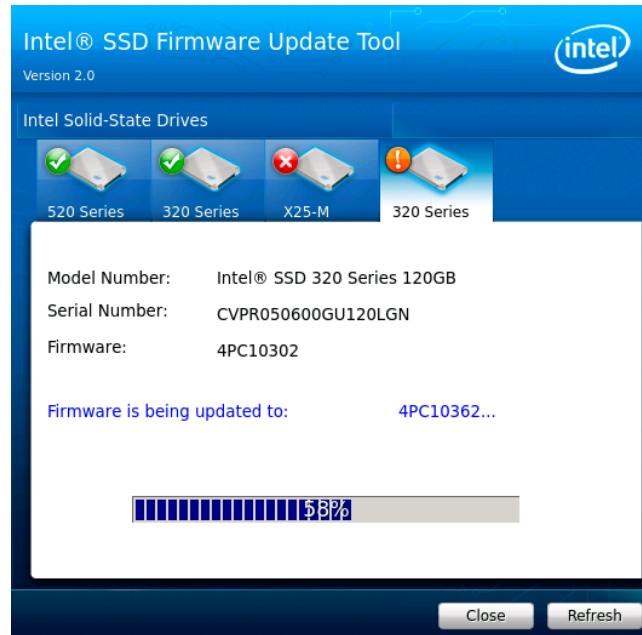 Intel® SSD Firmware Update Tool
intel
Version 2.0
Intel Solid-State Drives
520 Series 320 Series X25-M 320 Series
Model Number: Intel® SSD 320 Series 120GB
Serial Number: CVPR050600GU120LGN
Firmware: 4PC10302
Firmware is being updated to: 4PC10362...
58%
Close Refresh